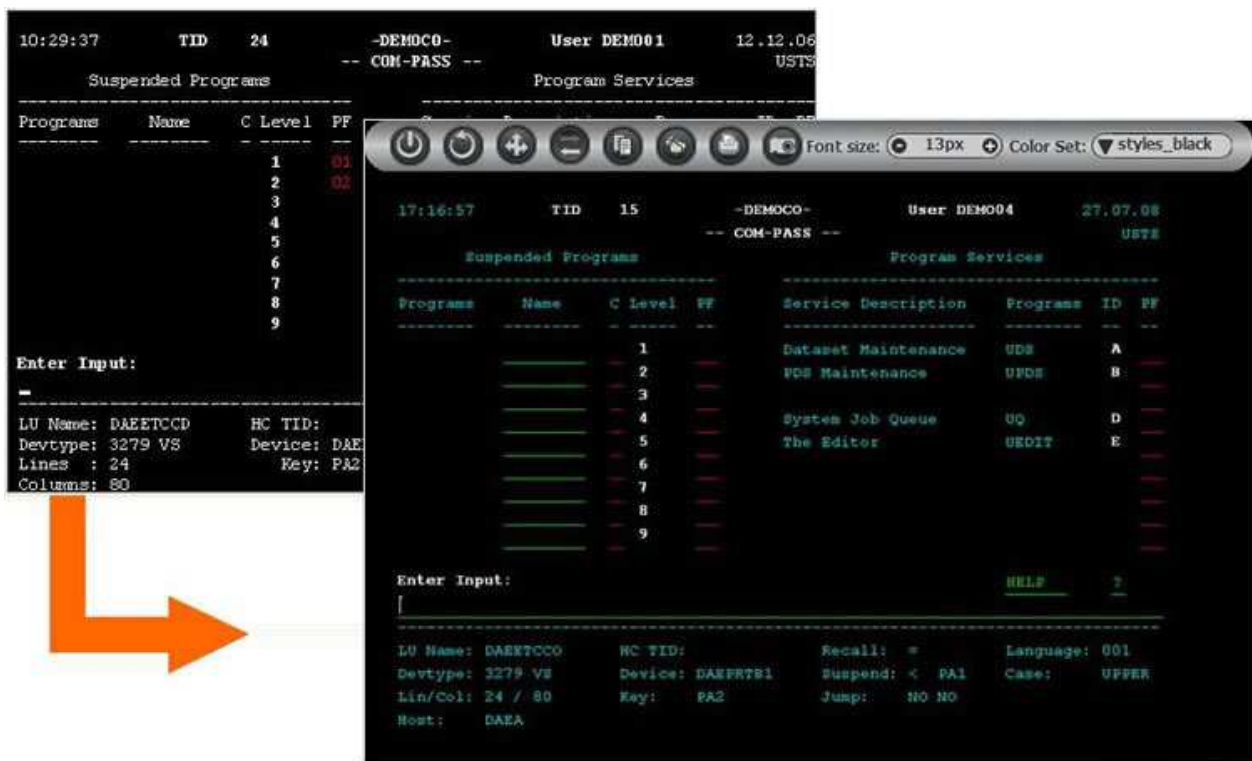 10:29:37 TID 24 -DEMOCO- User DEMO01 12.12.06
-- COM-PASS -- USTS
Suspended Programs Program Services
Programs Name C Level PF
1 01
2 02
3
4
5
6
7
8
9
Enter Input:
LU Name: DAEETCCD HC TID:
Devtype: 3279 VS Device: DAE
Lines : 24 Key: PA2
Columns: 80
Font size: 13px Color Set: styles_black
17:16:57 TID 15 -DEMOCO- User DEMO04 27.07.08
-- COM-PASS -- USTS
Suspended Programs Program Services
Programs Name C Level PF Service Description Programs ID PF
1 Dataset Maintenance UDS A
2 PDS Maintenance UPDS B
3
4 System Job Queue UQ D
5 The Editor UEDIT E
6
7
8
9
Enter Input: HELP ?
LU Name: DAEETCCO HC TID: Recall: = Language: 001
Devtype: 3279 VS Device: DAEPRTB1 Suspend: < PA1 Case: UPPER
Lin/Col: 24 / 80 Key: PA2 Jump: NO NO
Host: DAEA